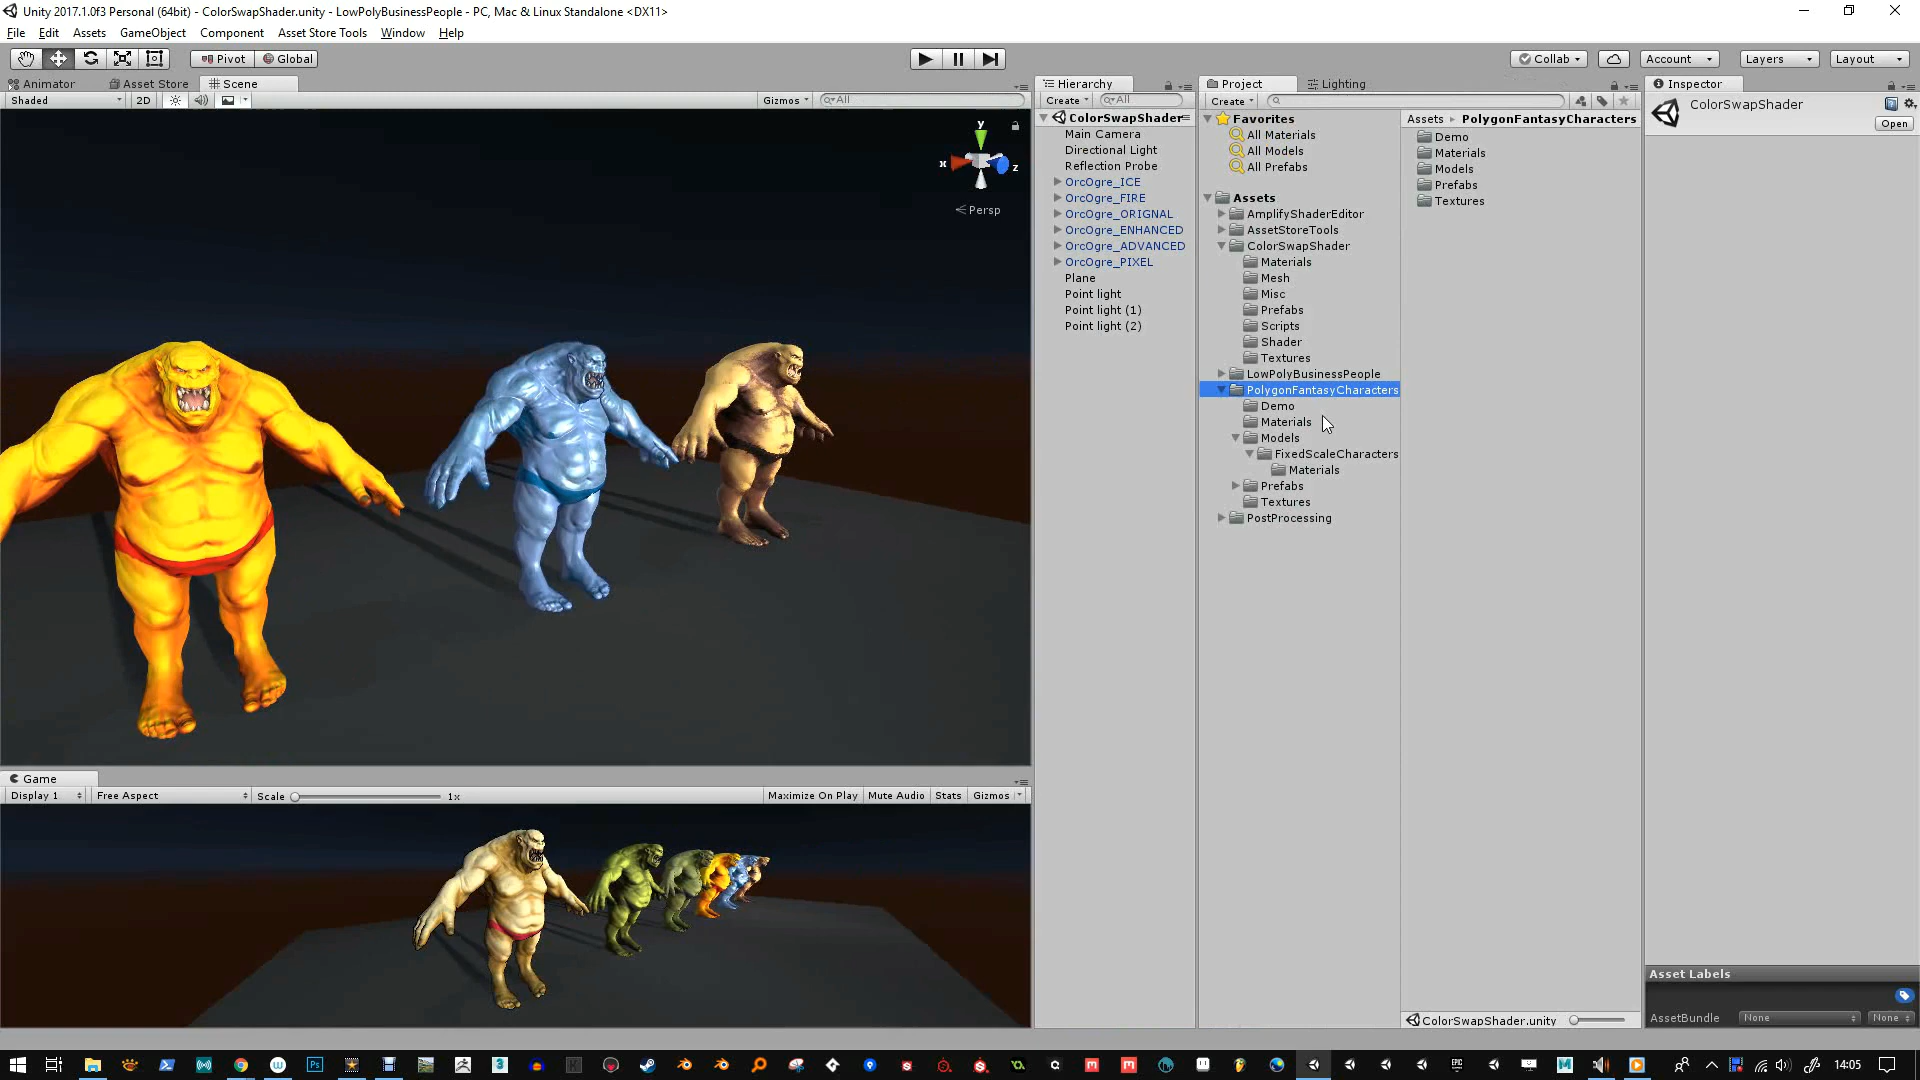 Unity 2017.1.0f3 Personal (64bit) - ColorSwapShader.unity - LowPolyBusinessPeople - PC, Mac & Linux Standalone <DX11>
File Edit Assets GameObject Component Asset Store Tools Window Help
Pivot Global Collab Account Layers Layout
Animator Asset Store Scene
Shaded 2D Gizmos All
y
x
z
Persp
Game
Display 1 Free Aspect Scale 1x Maximize On Play Mute Audio Stats Gizmos
Hierarchy
Create All
ColorSwapShader
Main Camera
Directional Light
Reflection Probe
OrcOgre_ICE
OrcOgre_FIRE
OrcOgre_ORIGNAL
OrcOgre_ENHANCED
OrcOgre_ADVANCED
OrcOgre_PIXEL
Plane
Point light
Point light (1)
Point light (2)
Project Lighting
Create
Favorites
All Materials
All Models
All Prefabs
Assets
AmplifyShaderEditor
AssetStoreTools
ColorSwapShader
Materials
Mesh
Misc
Prefabs
Scripts
Shader
Textures
LowPolyBusinessPeople
PolygonFantasyCharacters
Demo
Materials
Models
FixedScaleCharacters
Materials
Prefabs
Textures
PostProcessing
Assets PolygonFantasyCharacters
Demo
Materials
Models
Prefabs
Textures
ColorSwapShader.unity
Inspector
ColorSwapShader
Open
Asset Labels
AssetBundle None None
14:05